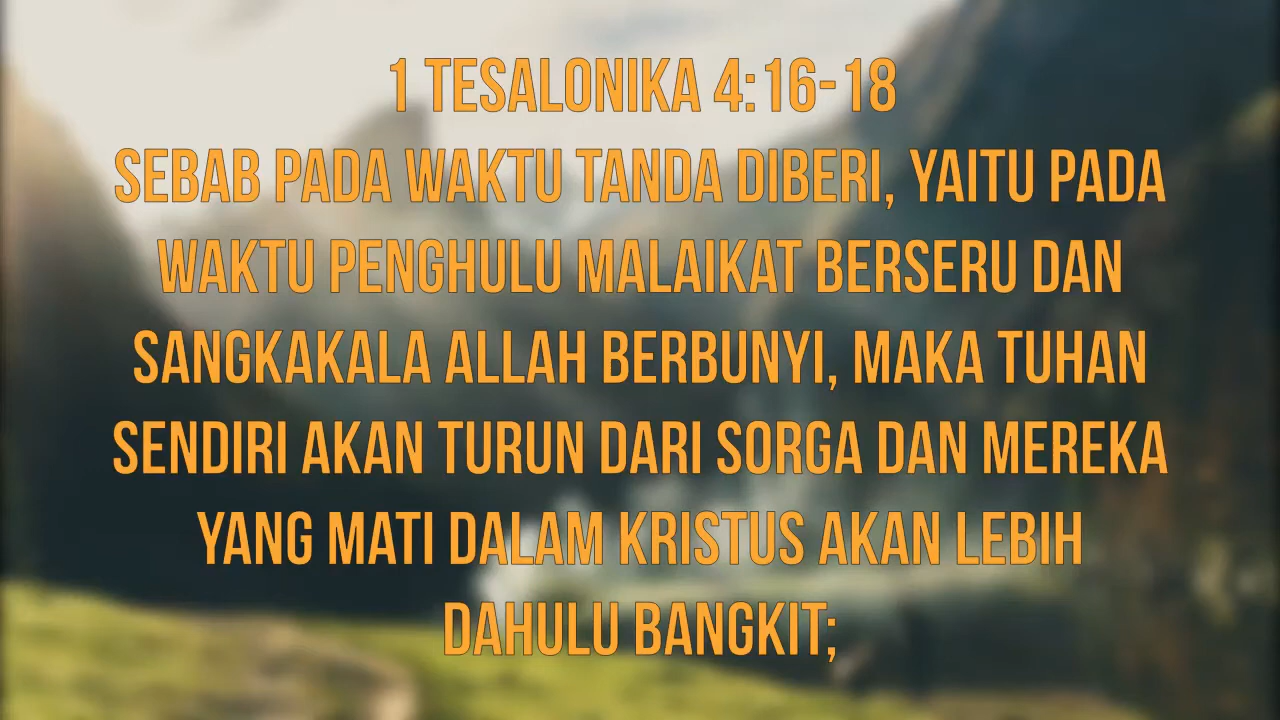 1 TESALONIKA 4:16-18
SEBAB PADA WAKTU TANDA DIBERI, YAITU PADA
WAKTU PENGHULU MALAIKAT BERSERU DAN
SANGKAKALA ALLAH BERBUNYI, MAKA TUHAN
SENDIRI AKAN TURUN DARI SORGA DAN MEREKA
YANG MATI DALAM KRISTUS AKAN LEBIH
DAHULU BANGKIT;